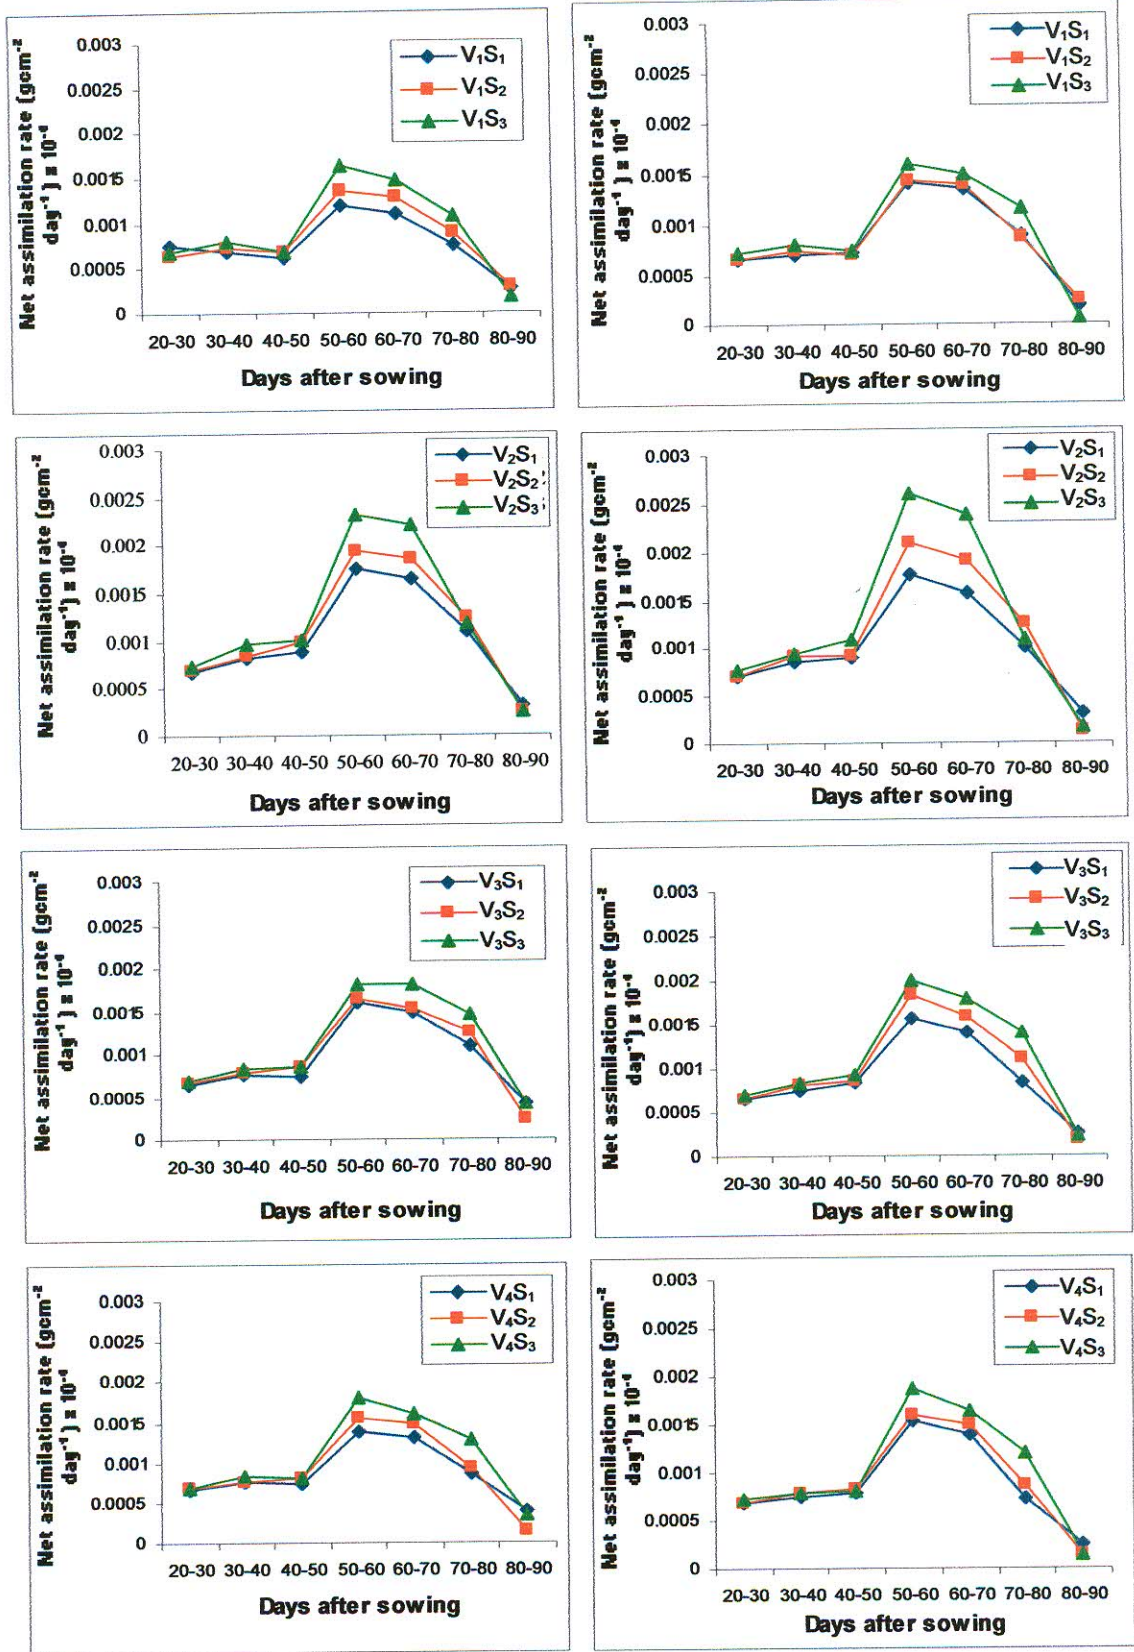 Net assimilation rate (gcm⁻²
day⁻¹) x 10⁻⁴
0.003
0.0025
0.002
0.0015
0.001
0.0005
0
V₁S₁
V₁S₂
V₁S₃
20-30 30-40 40-50 50-60 60-70 70-80 80-90
Days after sowing
Net assimilation rate (gcm⁻²
day⁻¹) x 10⁻⁴
0.003
0.0025
0.002
0.0015
0.001
0.0005
0
V₁S₁
V₁S₂
V₁S₃
20-30 30-40 40-50 50-60 60-70 70-80 80-90
Days after sowing
Net assimilation rate (gcm⁻²
day⁻¹) x 10⁻⁴
0.003
0.0025
0.002
0.0015
0.001
0.0005
0
V₂S₁
V₂S₂
V₂S₃
20-30 30-40 40-50 50-60 60-70 70-80 80-90
Days after sowing
Net assimilation rate (gcm⁻²
day⁻¹) x 10⁻⁴
0.003
0.0025
0.002
0.0015
0.001
0.0005
0
V₂S₁
V₂S₂
V₂S₃
20-30 30-40 40-50 50-60 60-70 70-80 80-90
Days after sowing
Net assimilation rate (gcm⁻²
day⁻¹) x 10⁻⁴
0.003
0.0025
0.002
0.0015
0.001
0.0005
0
V₃S₁
V₃S₂
V₃S₃
20-30 30-40 40-50 50-60 60-70 70-80 80-90
Days after sowing
Net assimilation rate (gcm⁻²
day⁻¹) x 10⁻⁴
0.003
0.0025
0.002
0.0015
0.001
0.0005
0
V₃S₁
V₃S₂
V₃S₃
20-30 30-40 40-50 50-60 60-70 70-80 80-90
Days after sowing
Net assimilation rate (gcm⁻²
day⁻¹) x 10⁻⁴
0.003
0.0025
0.002
0.0015
0.001
0.0005
0
V₄S₁
V₄S₂
V₄S₃
20-30 30-40 40-50 50-60 60-70 70-80 80-90
Days after sowing
Net assimilation rate (gcm⁻²
day⁻¹) x 10⁻⁴
0.003
0.0025
0.002
0.0015
0.001
0.0005
0
V₄S₁
V₄S₂
V₄S₃
20-30 30-40 40-50 50-60 60-70 70-80 80-90
Days after sowing